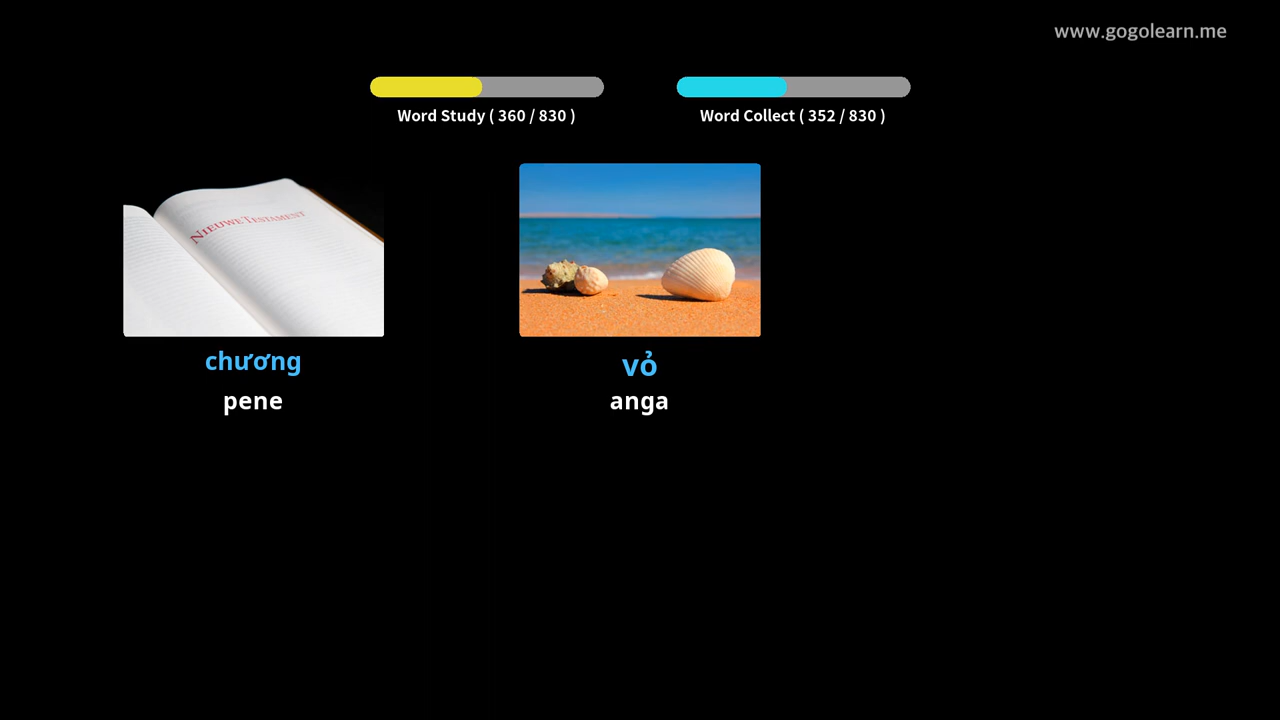 www.gogolearn.me
Word Study ( 360 / 830 )
Word Collect ( 352 / 830 )
NIEUWE TESTAMENT
chương
vỏ
pene
anga